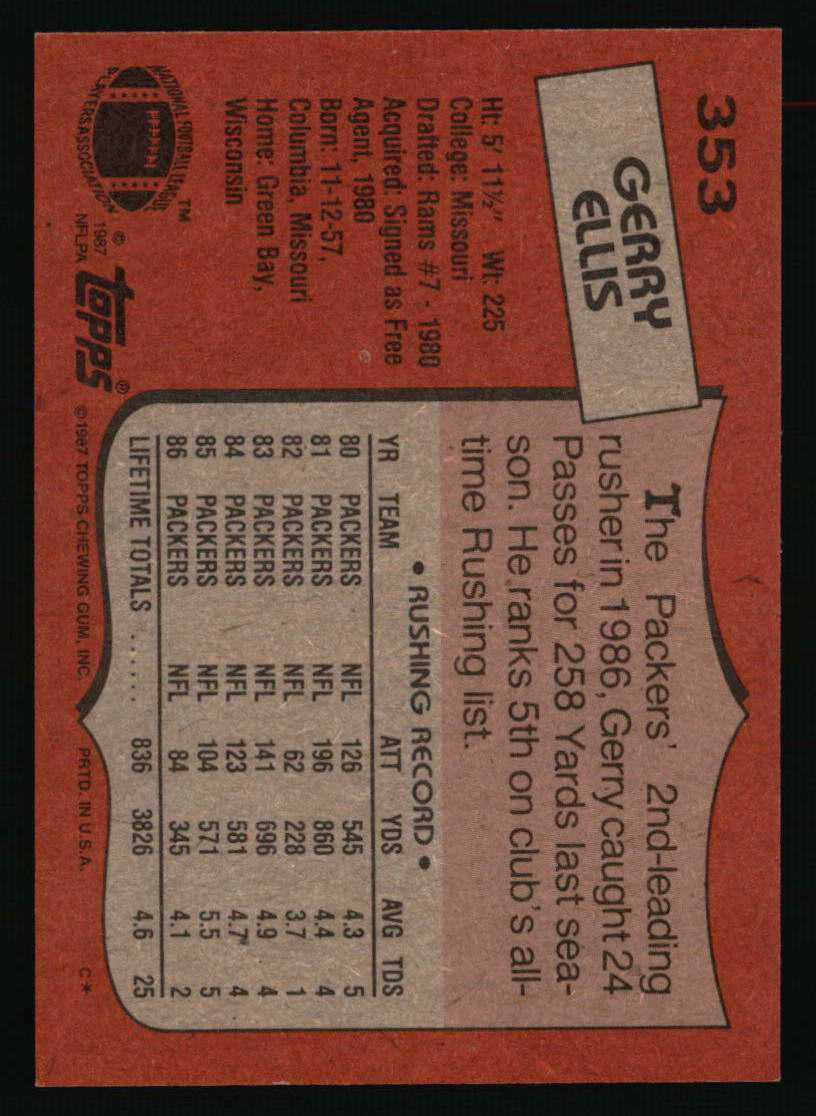 353
GERRY
ELLIS
Ht: 5' 11½" Wt: 225
College: Missouri
Drafted: Rams #7 - 1980
Acquired: Signed as Free
Agent, 1980
Born: 11-12-57,
Columbia, Missouri
Home: Green Bay,
Wisconsin
NATIONAL FOOTBALL LEAGUE
PLAYERS ASSOCIATION
TM
© 1987
NFLPA
topps®
The Packers' 2nd-leading
rusher in 1986, Gerry caught 24
Passes for 258 Yards last sea-
son. He ranks 5th on club's all-
time Rushing list.
• RUSHING RECORD •
YR TEAM ATT YDS AVG TDS
80 PACKERS NFL 126 545 4.3 5
81 PACKERS NFL 196 860 4.4 4
82 PACKERS NFL 62 228 3.7 1
83 PACKERS NFL 141 696 4.9 4
84 PACKERS NFL 123 581 4.7 4
85 PACKERS NFL 104 571 5.5 5
86 PACKERS NFL 84 345 4.1 2
LIFETIME TOTALS ...... 836 3826 4.6 25
© 1987 TOPPS CHEWING GUM, INC. PRTD. IN U.S.A. C*